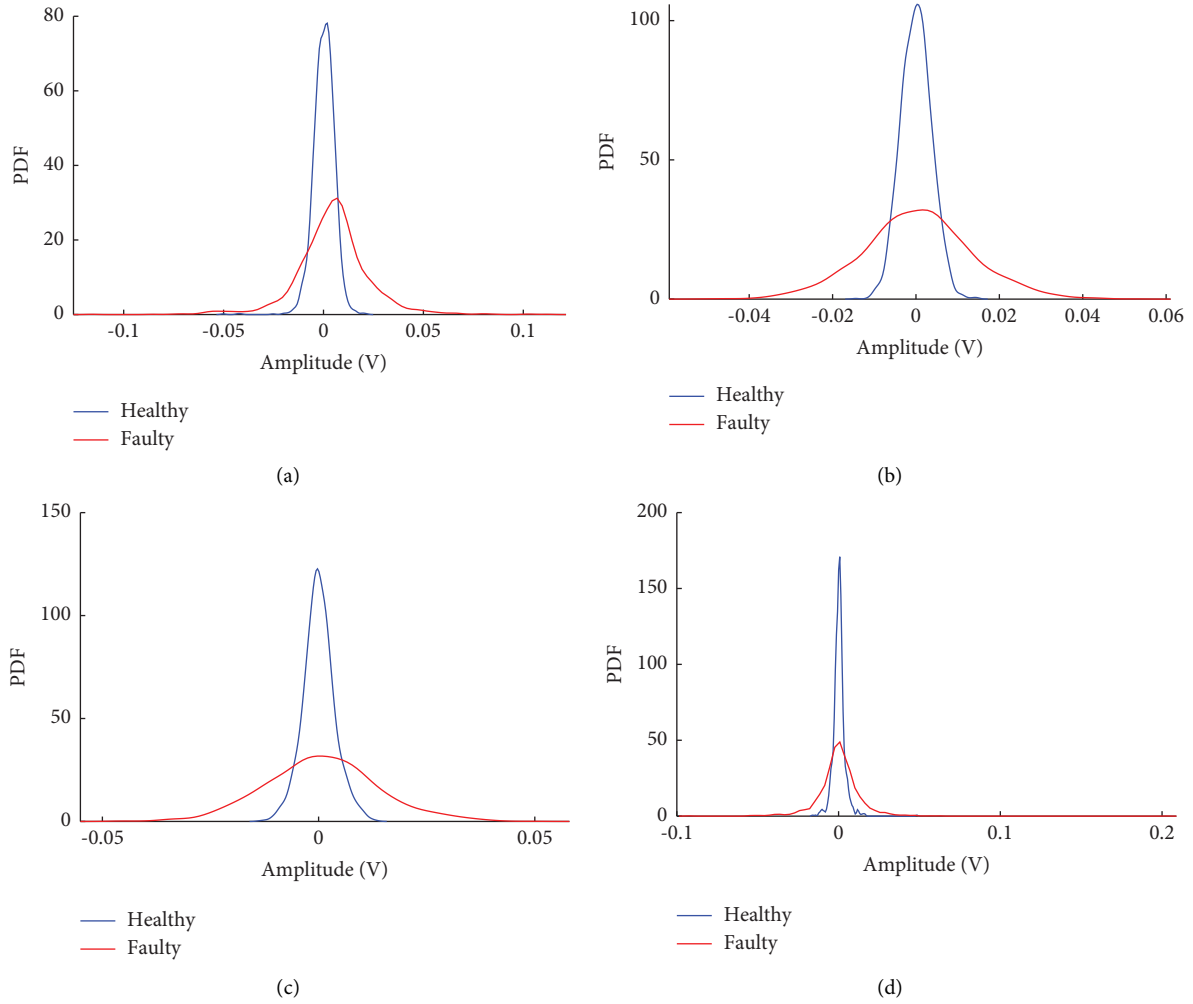 80
60
40
20
0
PDF
-0.1
-0.05
0
0.05
0.1
Amplitude (V)
Healthy
Faulty
(a)
100
50
0
PDF
-0.04
-0.02
0
0.02
0.04
0.06
Amplitude (V)
Healthy
Faulty
(b)
150
100
50
0
PDF
-0.05
0
0.05
Amplitude (V)
Healthy
Faulty
(c)
200
150
100
50
0
PDF
-0.1
0
0.1
0.2
Amplitude (V)
Healthy
Faulty
(d)